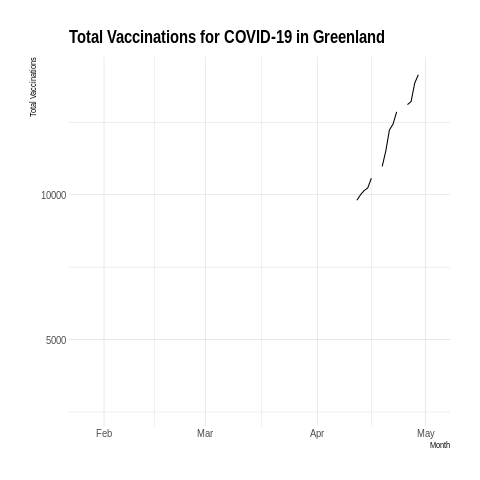 Total Vaccinations for COVID-19 in Greenland
Total Vaccinations
10000
5000
Feb Mar Apr May
Month